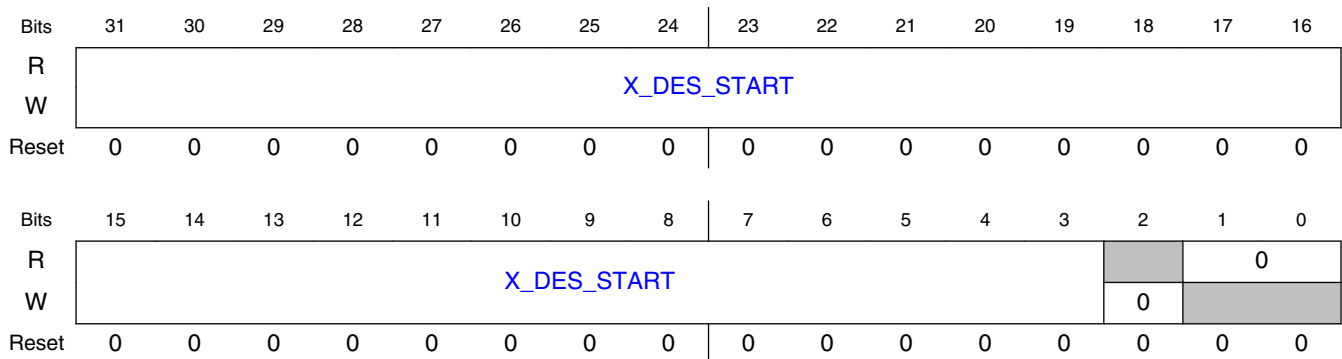 Bits 31 30 29 28 27 26 25 24 23 22 21 20 19 18 17 16
R
X_DES_START
W
Reset 0 0 0 0 0 0 0 0 0 0 0 0 0 0 0 0
Bits 15 14 13 12 11 10 9 8 7 6 5 4 3 2 1 0
R 0
X_DES_START
W 0
Reset 0 0 0 0 0 0 0 0 0 0 0 0 0 0 0 0